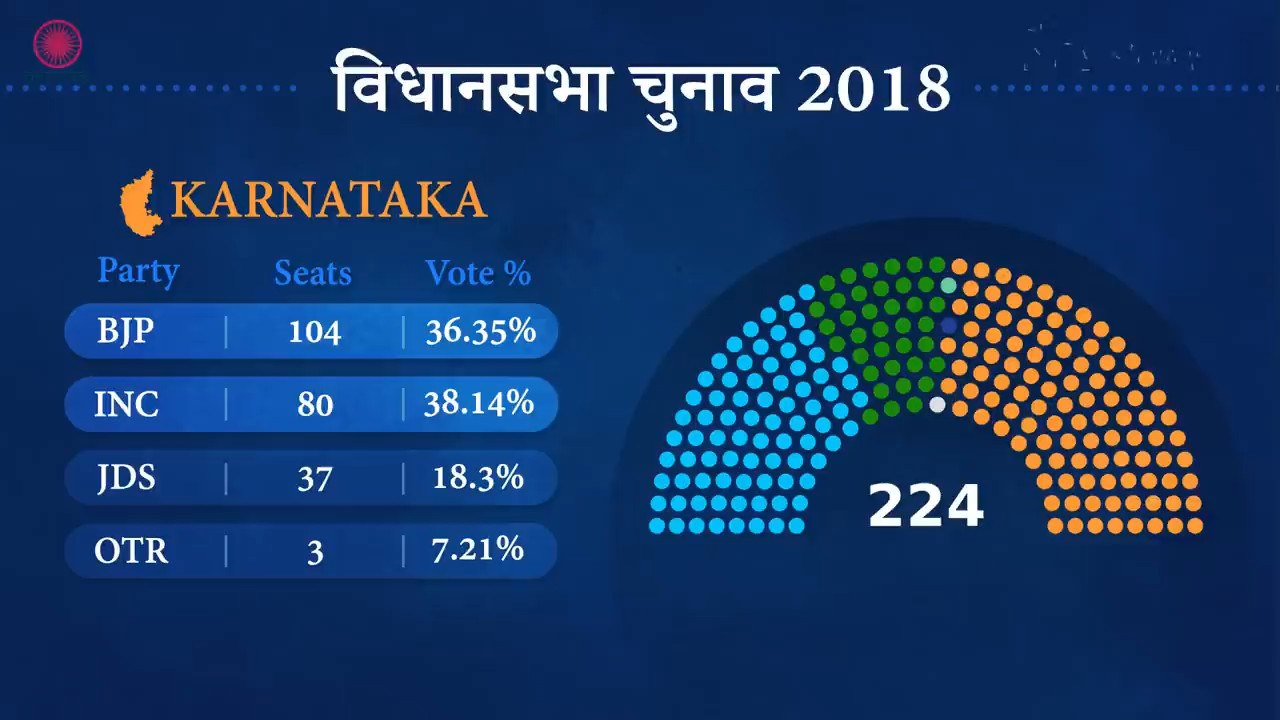 विधानसभा चुनाव 2018
KARNATAKA
Party Seats Vote %
BJP 104 36.35%
INC 80 38.14%
JDS 37 18.3%
OTR 3 7.21%
224